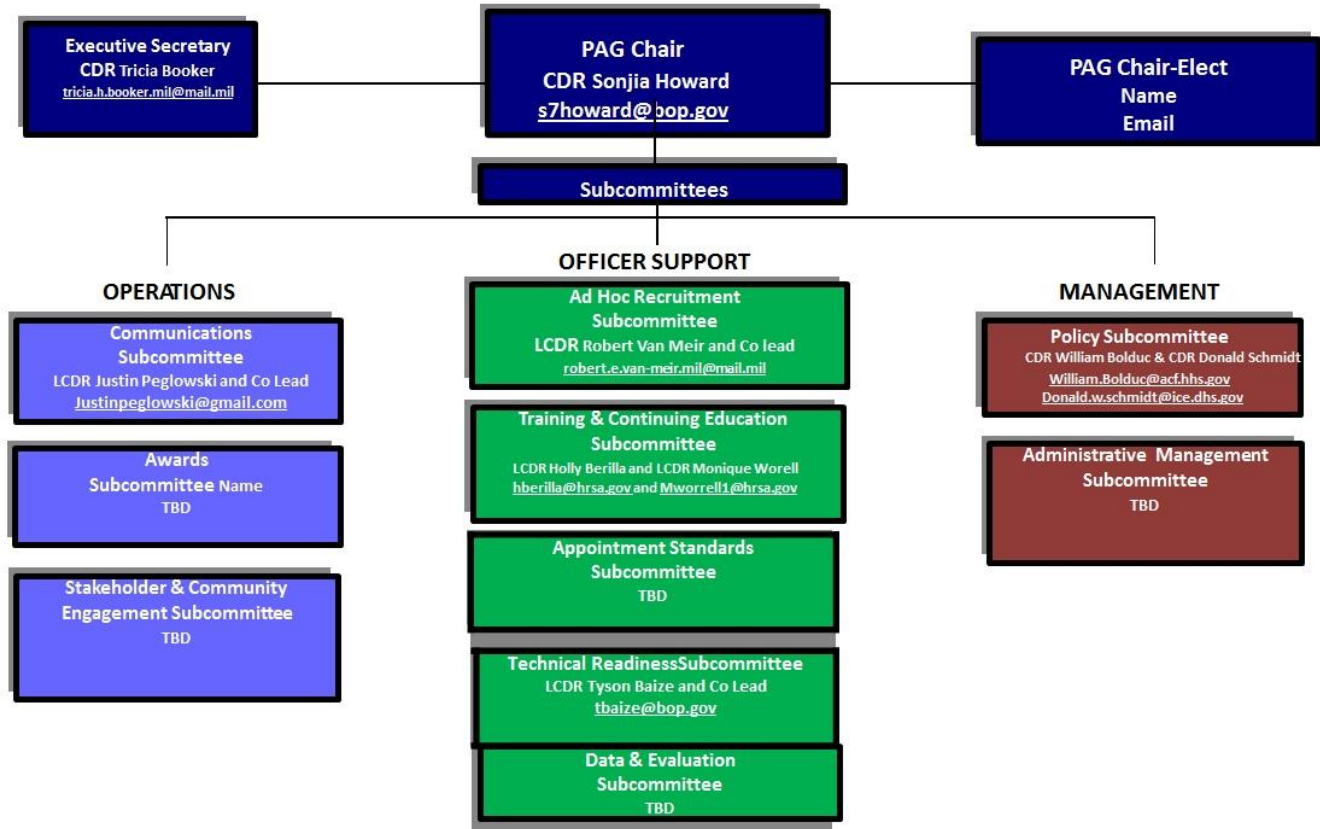 Executive Secretary
CDR Tricia Booker
tricia.h.booker.mil@mail.mil
PAG Chair
CDR Sonjia Howard
s7howard@bop.gov
PAG Chair-Elect
Name
Email
Subcommittees
OPERATIONS
Communications
Subcommittee
LCDR Justin Peglowski and Co Lead
Justinpeglowski@gmail.com
Awards
Subcommittee Name
TBD
Stakeholder & Community
Engagement Subcommittee
TBD
OFFICER SUPPORT
Ad Hoc Recruitment
Subcommittee
LCDR Robert Van Meir and Co lead
robert.e.van-meir.mil@mail.mil
Training & Continuing Education
Subcommittee
LCDR Holly Berilla and LCDR Monique Worell
hberilla@hrsa.gov and Mworrell1@hrsa.gov
Appointment Standards
Subcommittee
TBD
Technical ReadinessSubcommittee
LCDR Tyson Baize and Co Lead
tbaize@bop.gov
Data & Evaluation
Subcommittee
TBD
MANAGEMENT
Policy Subcommittee
CDR William Bolduc & CDR Donald Schmidt
William.Bolduc@acf.hhs.gov
Donald.w.schmidt@ice.dhs.gov
Administrative Management
Subcommittee
TBD